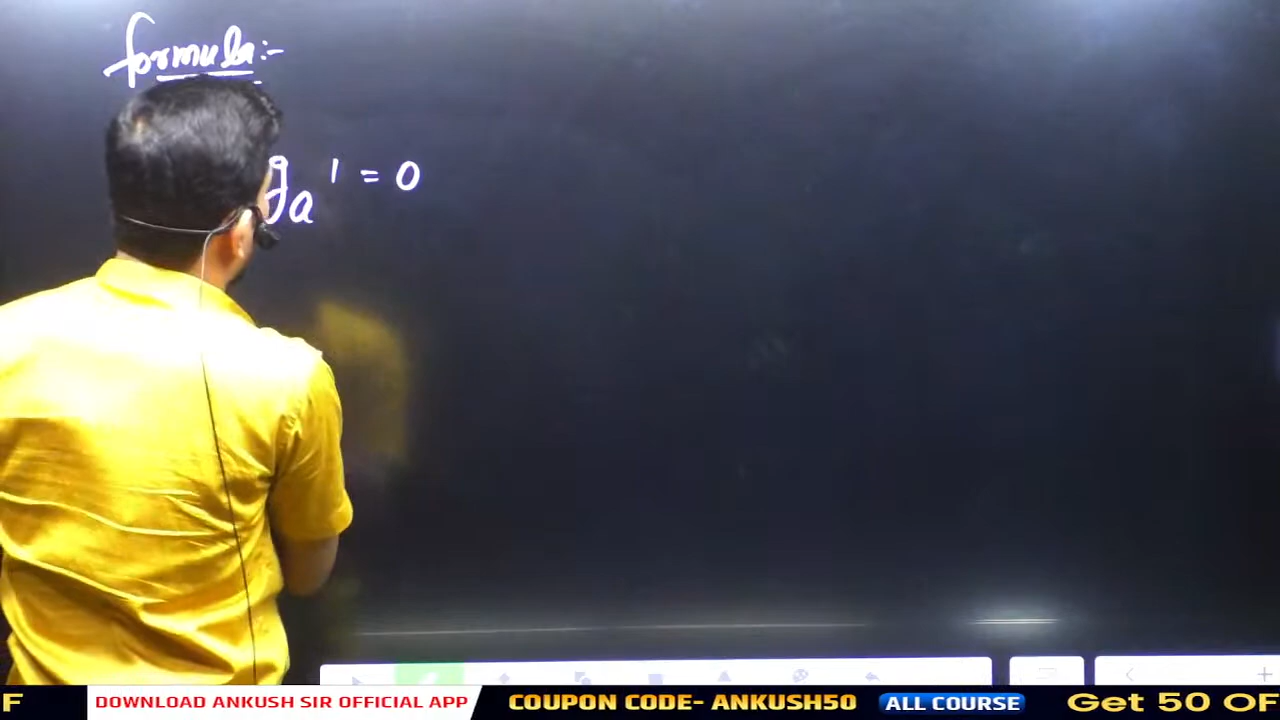 formula:-
g a 1 = 0
F DOWNLOAD ANKUSH SIR OFFICIAL APP COUPON CODE- ANKUSH50 ALL COURSE Get 50 OF